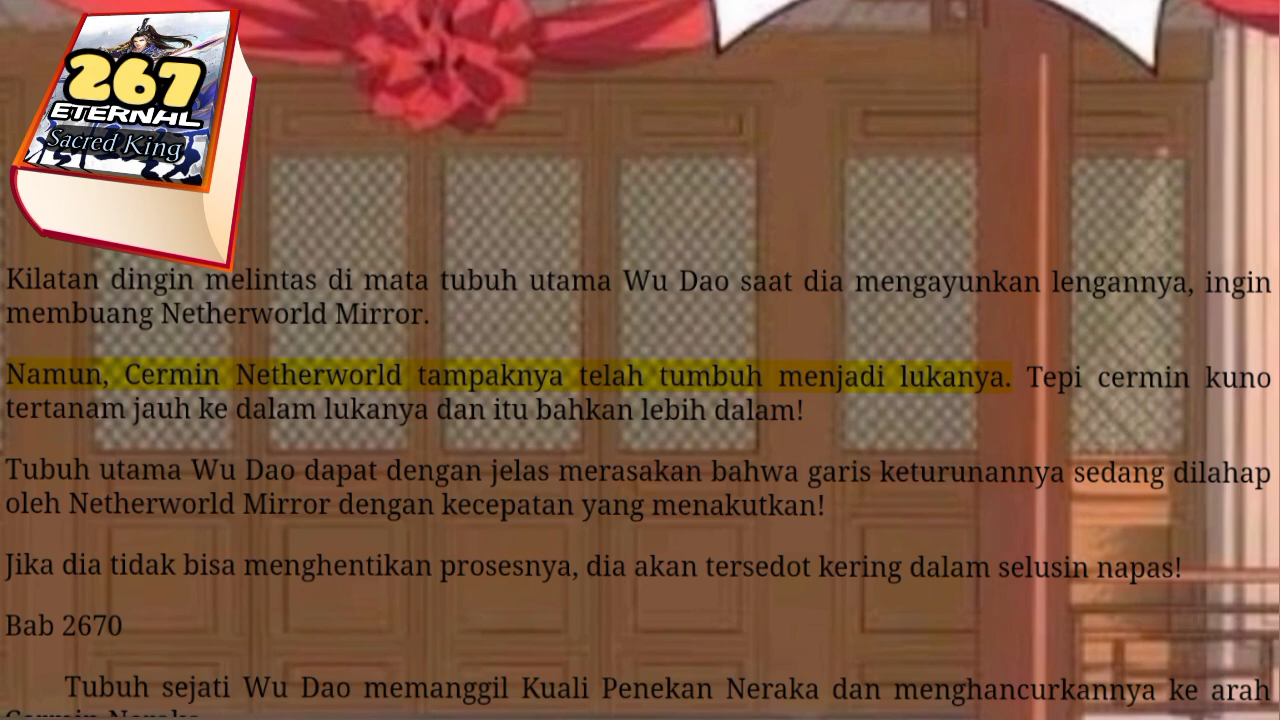 267
ETERNAL
Sacred King
Kilatan dingin melintas di mata tubuh utama Wu Dao saat dia mengayunkan lengannya, ingin
membuang Netherworld Mirror.
Namun, Cermin Netherworld tampaknya telah tumbuh menjadi lukanya. Tepi cermin kuno
tertanam jauh ke dalam lukanya dan itu bahkan lebih dalam!
Tubuh utama Wu Dao dapat dengan jelas merasakan bahwa garis keturunannya sedang dilahap
oleh Netherworld Mirror dengan kecepatan yang menakutkan!
Jika dia tidak bisa menghentikan prosesnya, dia akan tersedot kering dalam selusin napas!
Bab 2670
Tubuh sejati Wu Dao memanggil Kuali Penekan Neraka dan menghancurkannya ke arah
Cermin Neraka